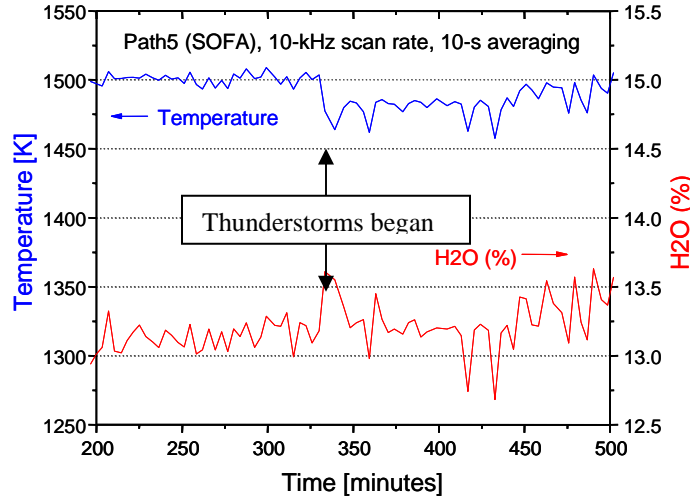 Path5 (SOFA), 10-kHz scan rate, 10-s averaging
Temperature
Thunderstorms began
H2O (%)
Temperature [K]
1550
1500
1450
1400
1350
1300
1250
H2O (%)
15.5
15.0
14.5
14.0
13.5
13.0
12.5
200 250 300 350 400 450 500
Time [minutes]